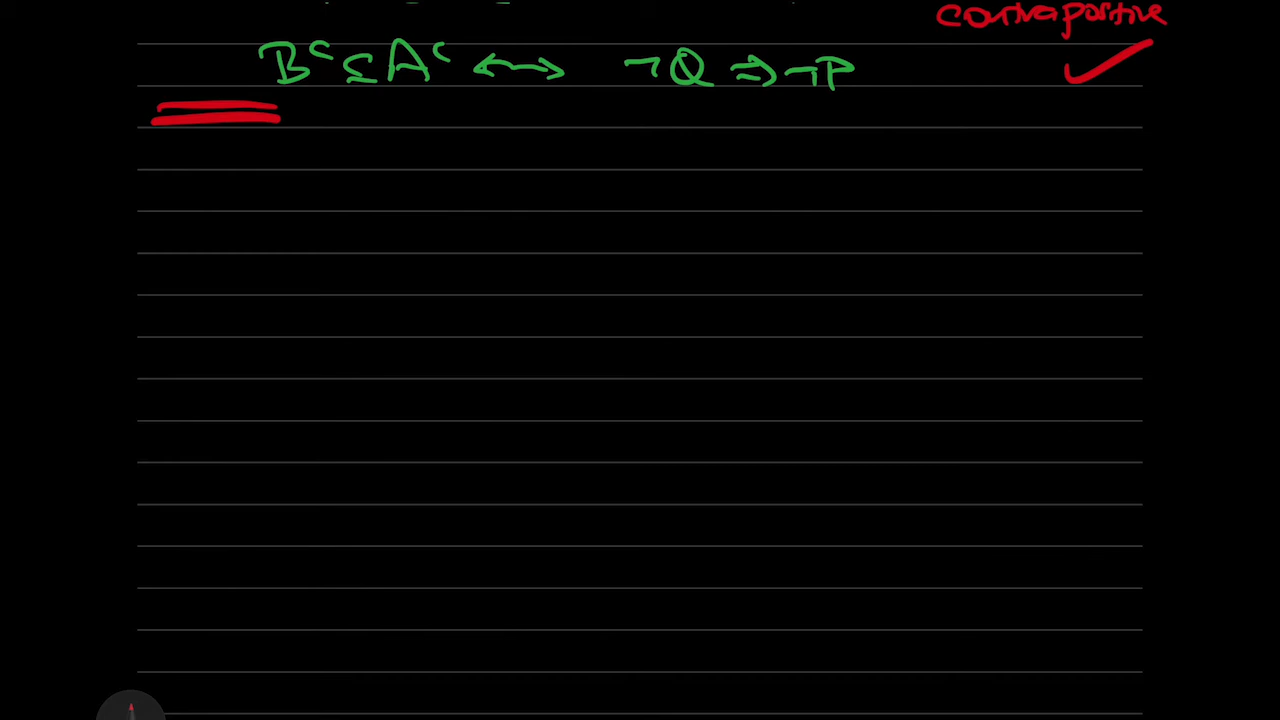 contrapositive
Bᶜ ⊆ Aᶜ ↔ ¬Q ⇒ ¬P